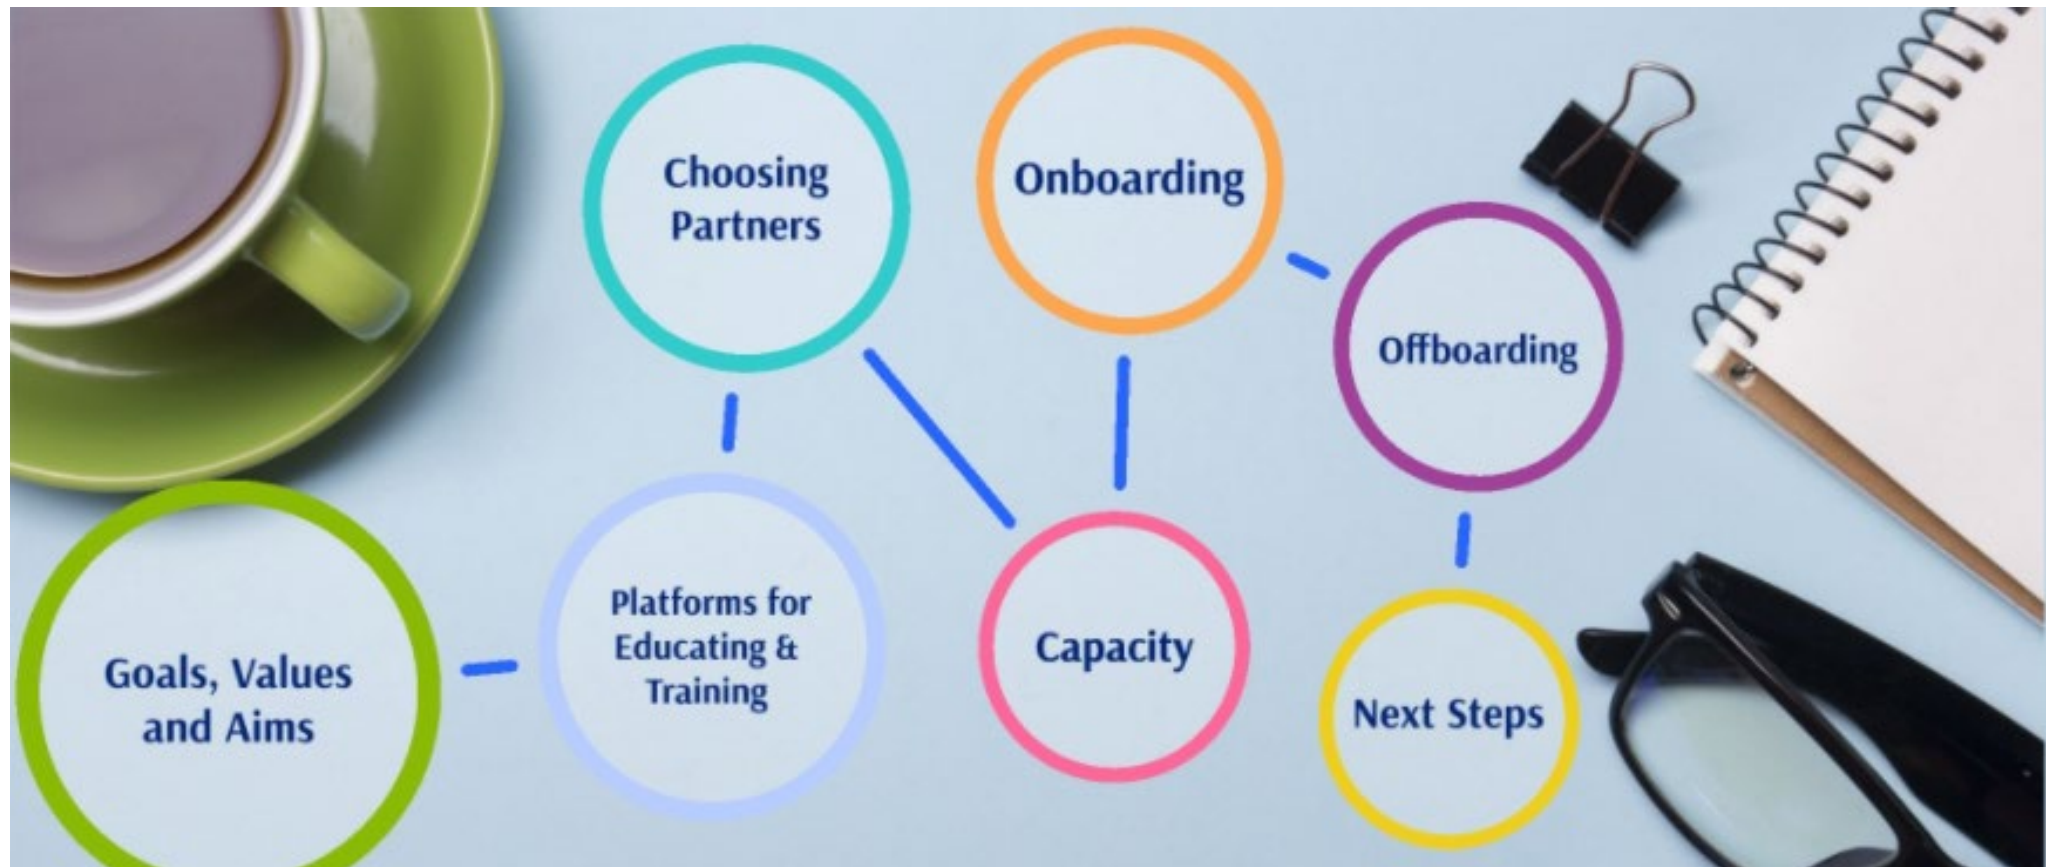 Goals, Values
and Aims
Platforms for
Educating &
Training
Choosing
Partners
Capacity
Onboarding
Offboarding
Next Steps